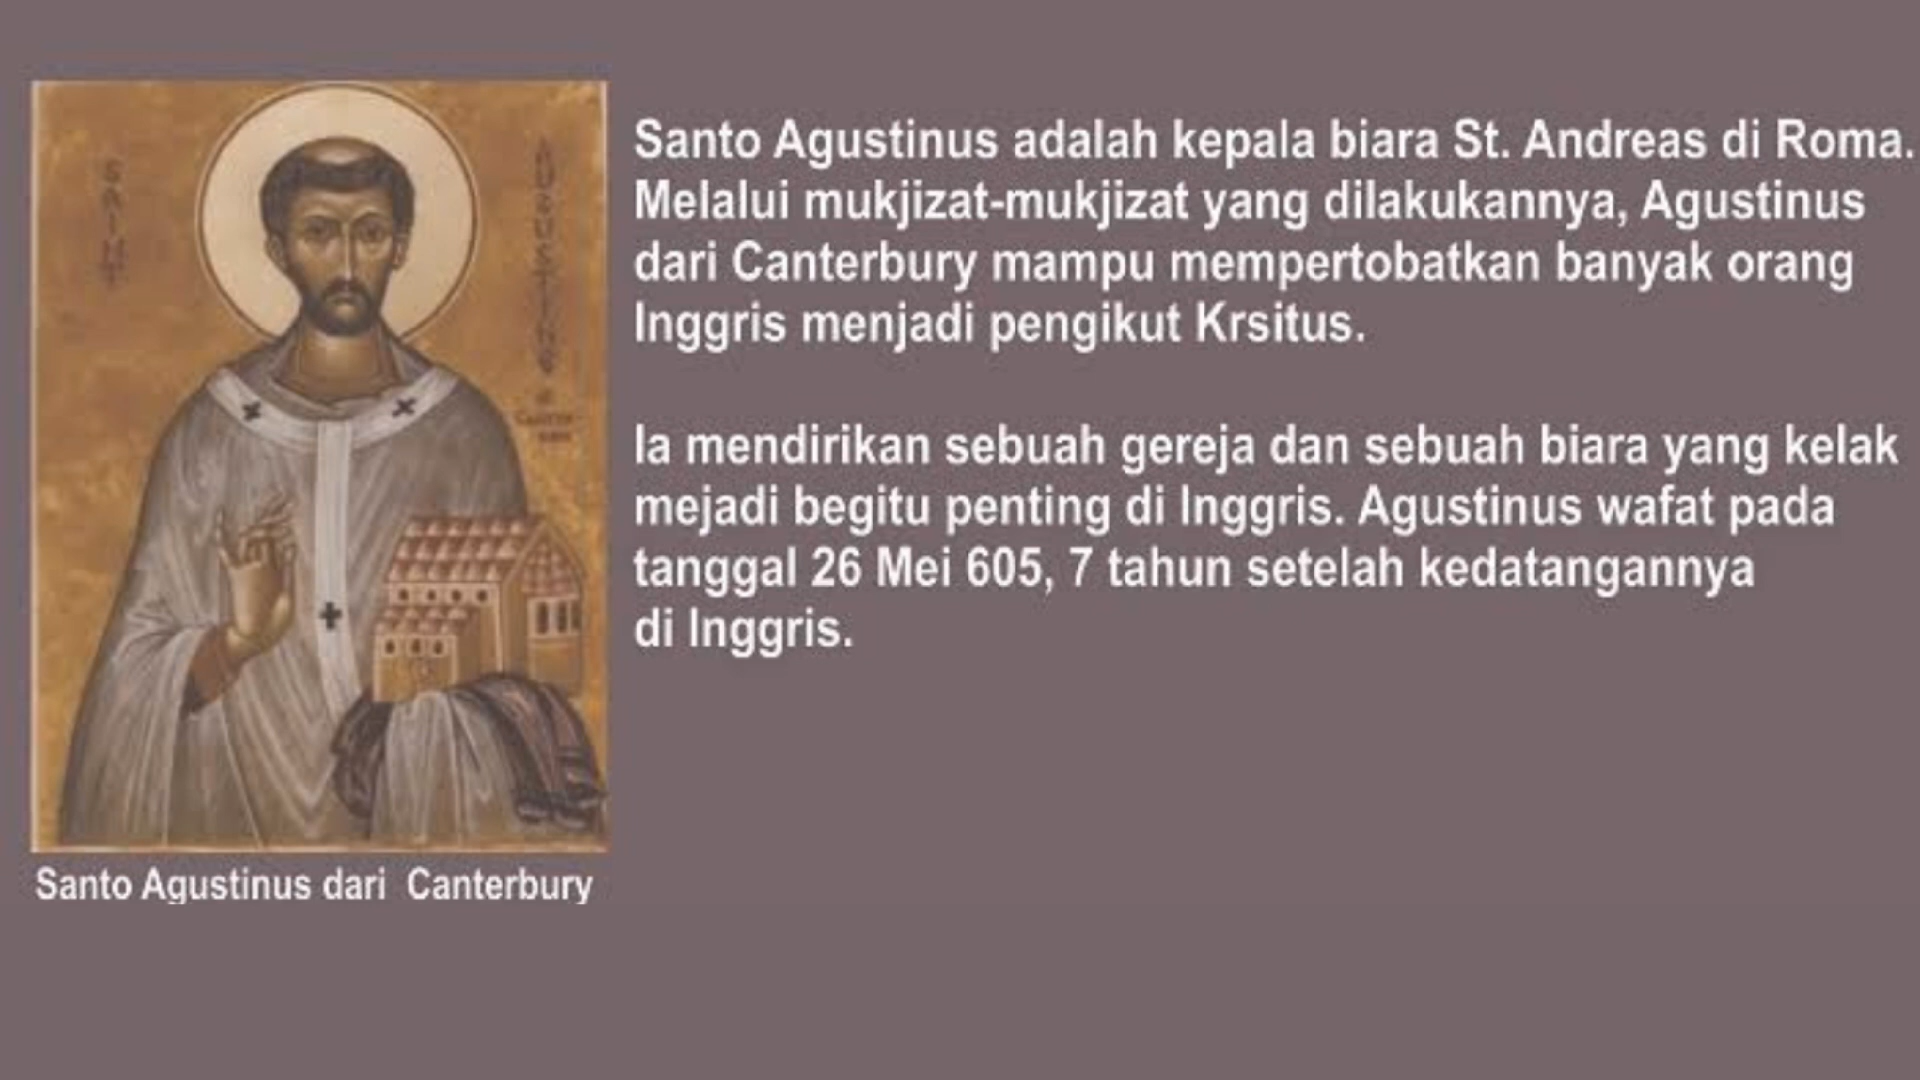 SAINT
AUGUSTINE
Santo Agustinus adalah kepala biara St. Andreas di Roma.
Melalui mukjizat-mukjizat yang dilakukannya, Agustinus
dari Canterbury mampu mempertobatkan banyak orang
Inggris menjadi pengikut Krsitus.
Ia mendirikan sebuah gereja dan sebuah biara yang kelak
mejadi begitu penting di Inggris. Agustinus wafat pada
tanggal 26 Mei 605, 7 tahun setelah kedatangannya
di Inggris.
Santo Agustinus dari Canterbury